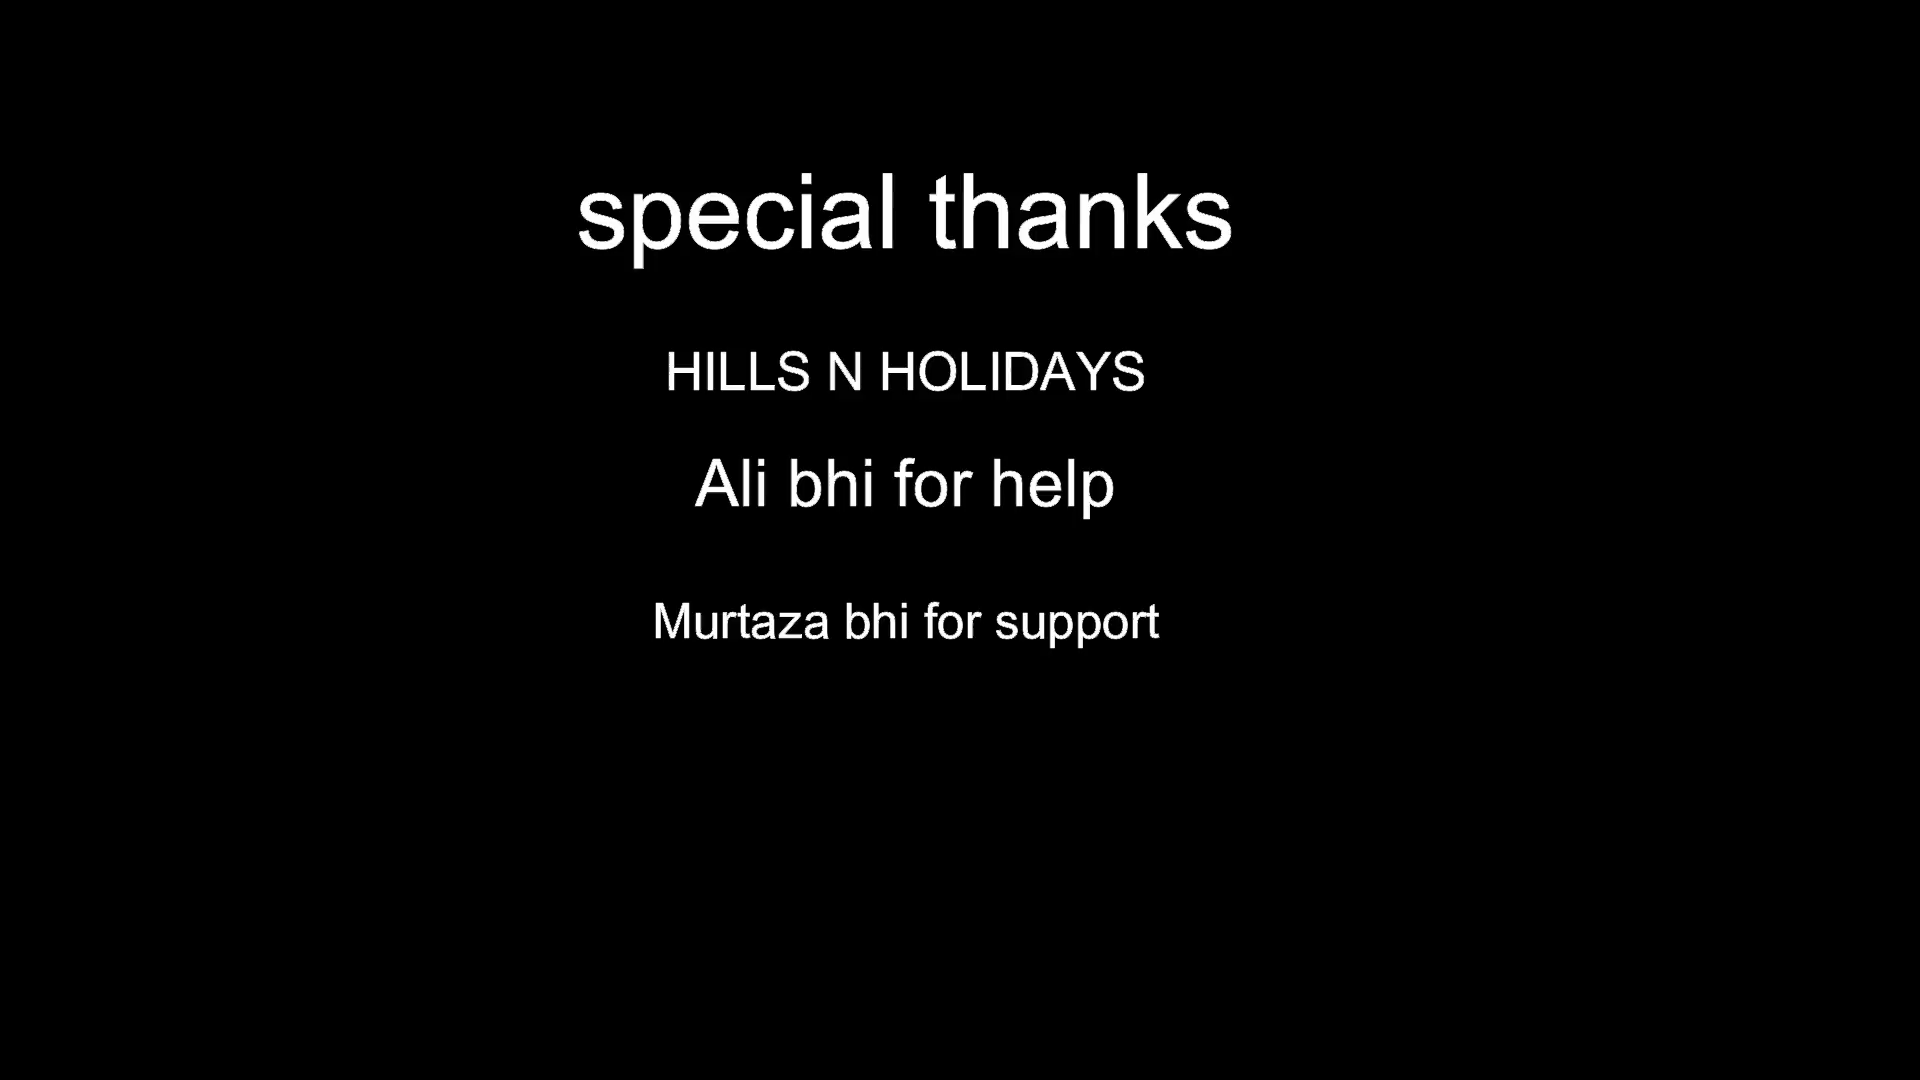 special thanks
HILLS N HOLIDAYS
Ali bhi for help
Murtaza bhi for support